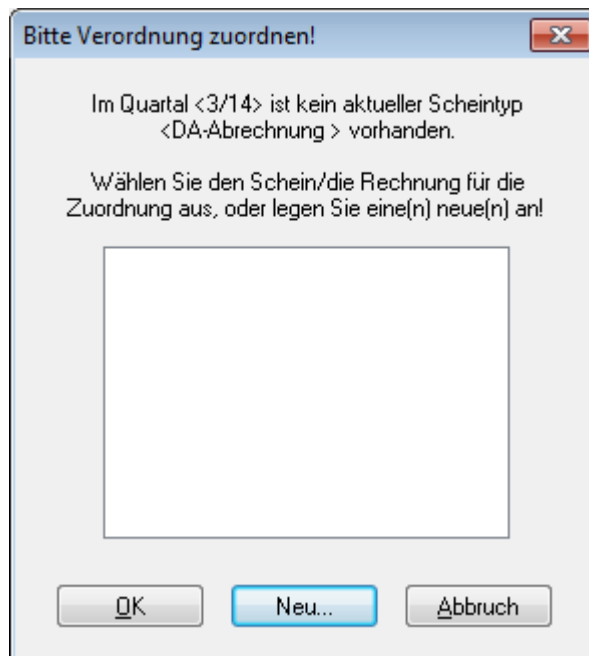 Bitte Verordnung zuordnen!
Im Quartal <3/14> ist kein aktueller Scheintyp
<DA-Abrechnung > vorhanden.
Wählen Sie den Schein/die Rechnung für die
Zuordnung aus, oder legen Sie eine(n) neue(n) an!
OK
Neu...
Abbruch